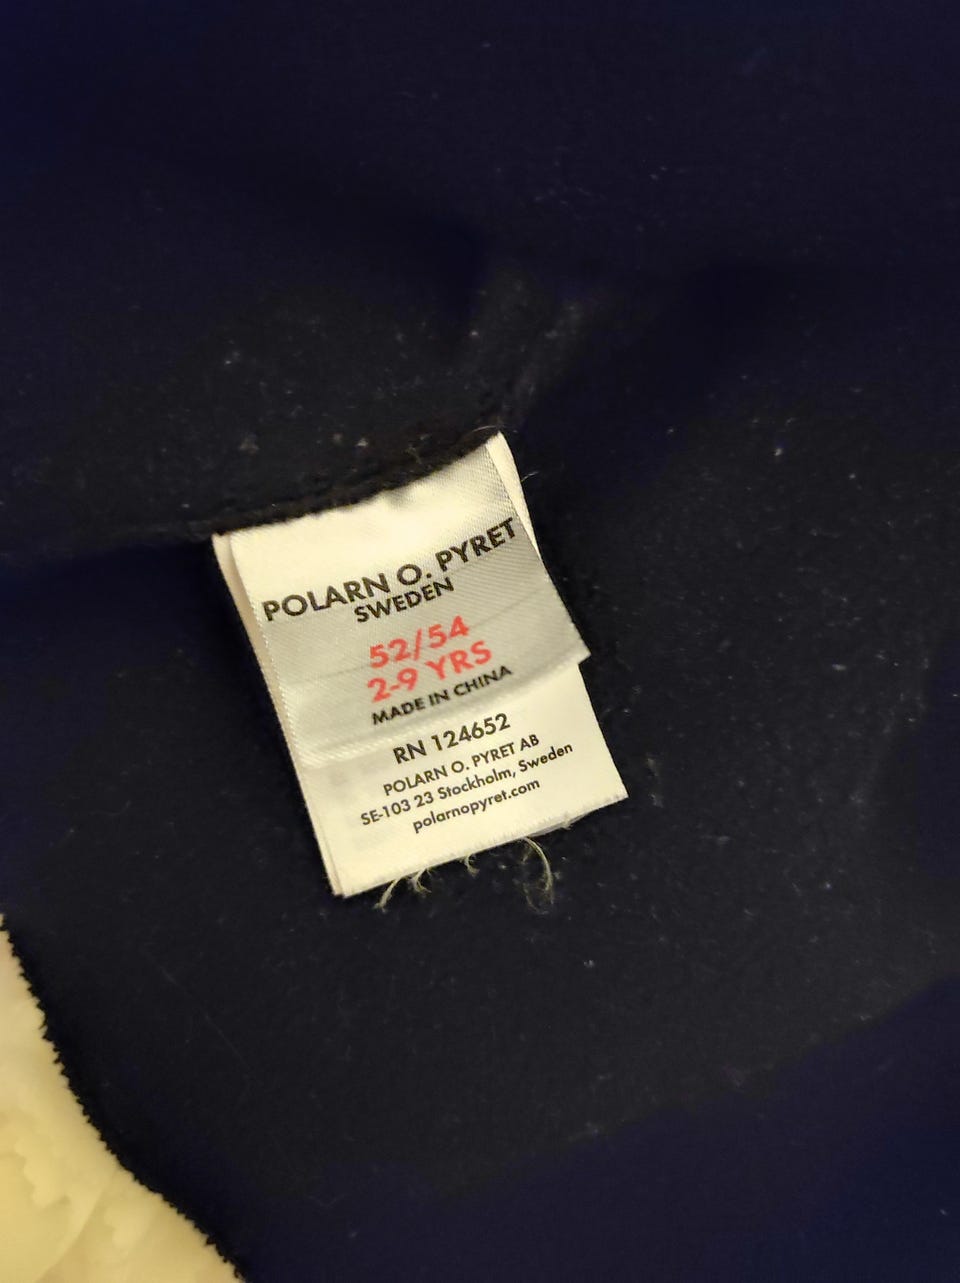 POLARN O. PYRET
SWEDEN
52/54
2-9 YRS
MADE IN CHINA
RN 124652
POLARN O. PYRET AB
SE-103 23 Stockholm, Sweden
polarnopyret.com